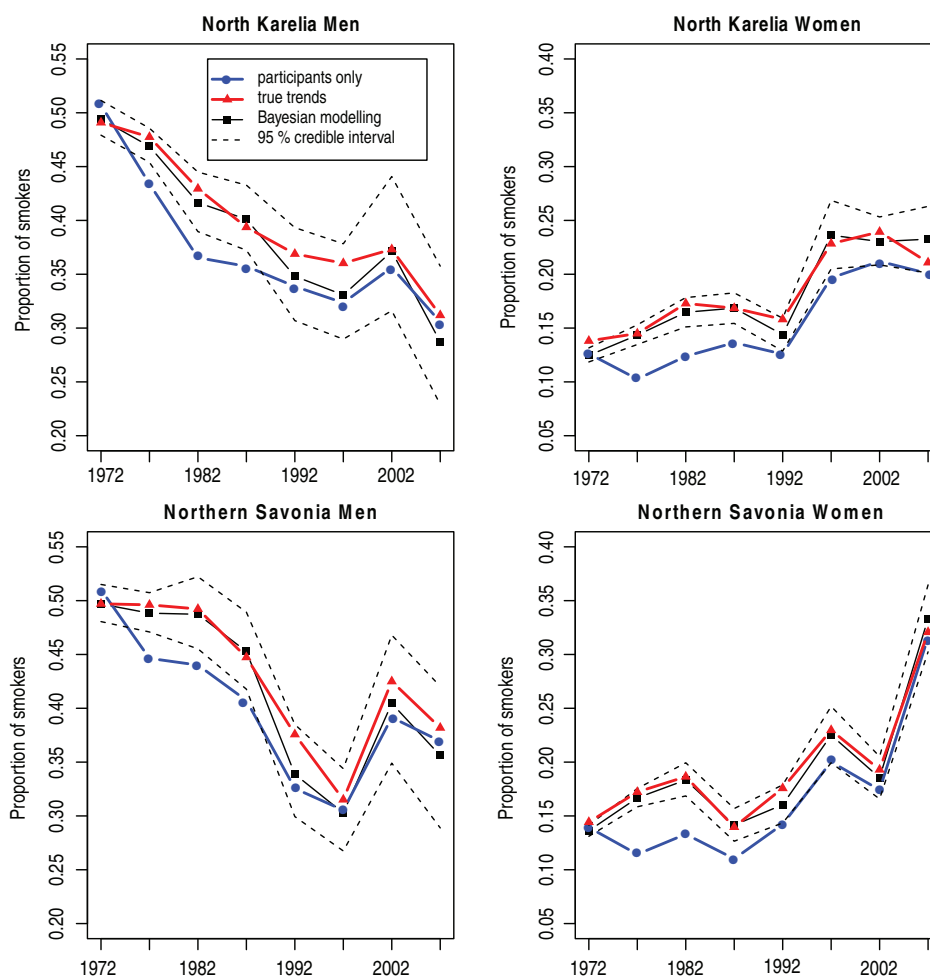 North Karelia Men
Proportion of smokers
0.20 0.25 0.30 0.35 0.40 0.45 0.50 0.55
participants only
true trends
Bayesian modelling
95 % credible interval
1972 1982 1992 2002
North Karelia Women
Proportion of smokers
0.05 0.10 0.15 0.20 0.25 0.30 0.35 0.40
1972 1982 1992 2002
Northern Savonia Men
Proportion of smokers
0.20 0.25 0.30 0.35 0.40 0.45 0.50 0.55
1972 1982 1992 2002
Northern Savonia Women
Proportion of smokers
0.05 0.10 0.15 0.20 0.25 0.30 0.35 0.40
1972 1982 1992 2002